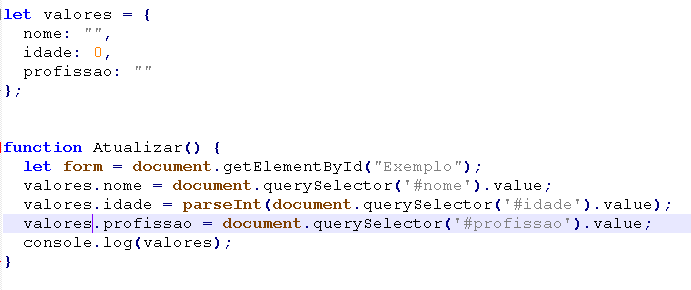 let valores = {
  nome: "",
  idade: 0,
  profissao: ""
};
function Atualizar() {
  let form = document.getElementById("Exemplo");
  valores.nome = document.querySelector('#nome').value;
  valores.idade = parseInt(document.querySelector('#idade').value);
  valores.profissao = document.querySelector('#profissao').value;
  console.log(valores);
}